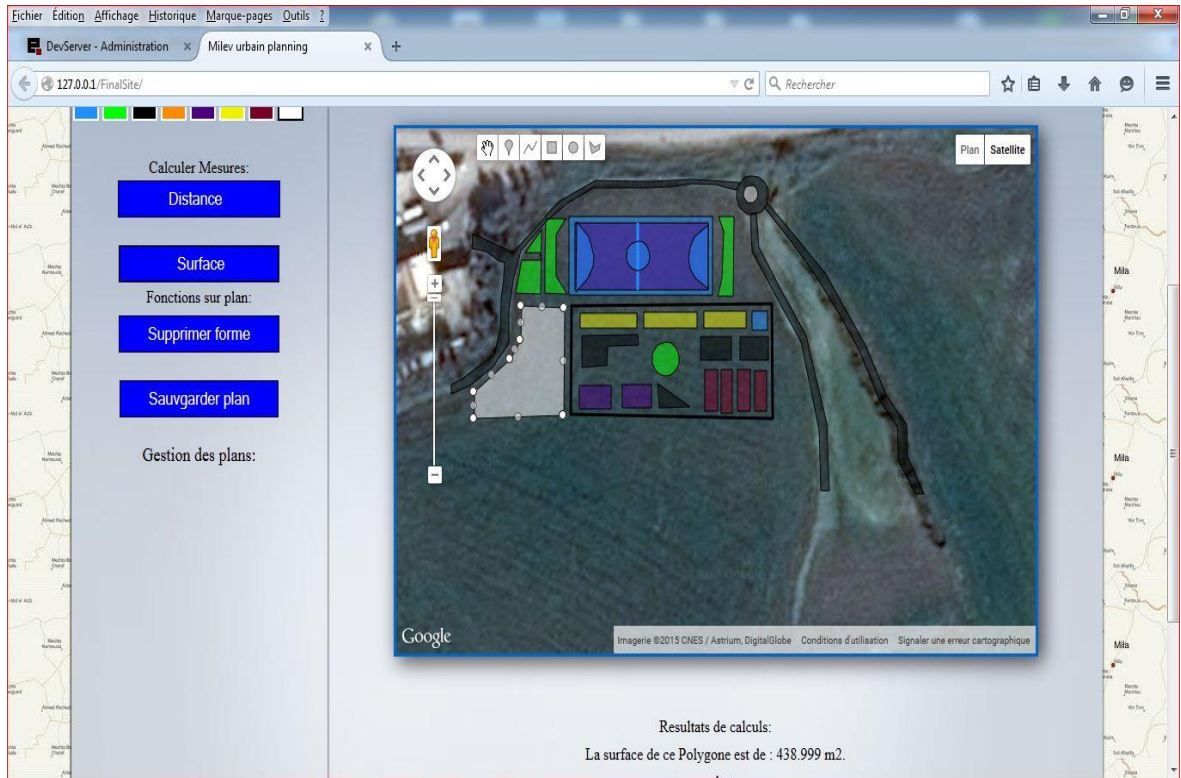 Fichier Édition Affichage Historique Marque-pages Outils ?
DevServer - Administration x Milev urbain planning x +
127.0.0.1/FinalSite/
Rechercher
Calculer Mesures:
Distance
Surface
Fonctions sur plan:
Supprimer forme
Sauvgarder plan
Gestion des plans:
Plan Satellite
Google
Imagerie ©2015 CNES / Astrium, DigitalGlobe Conditions d'utilisation Signaler une erreur cartographique
Resultats de calculs:
La surface de ce Polygone est de : 438.999 m2.
Mila
Mila
Mila